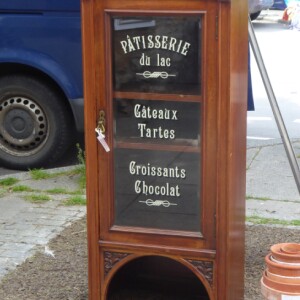 PÂTISSERIE
du lac
Gâteaux
Tartes
Croissants
Chocolat